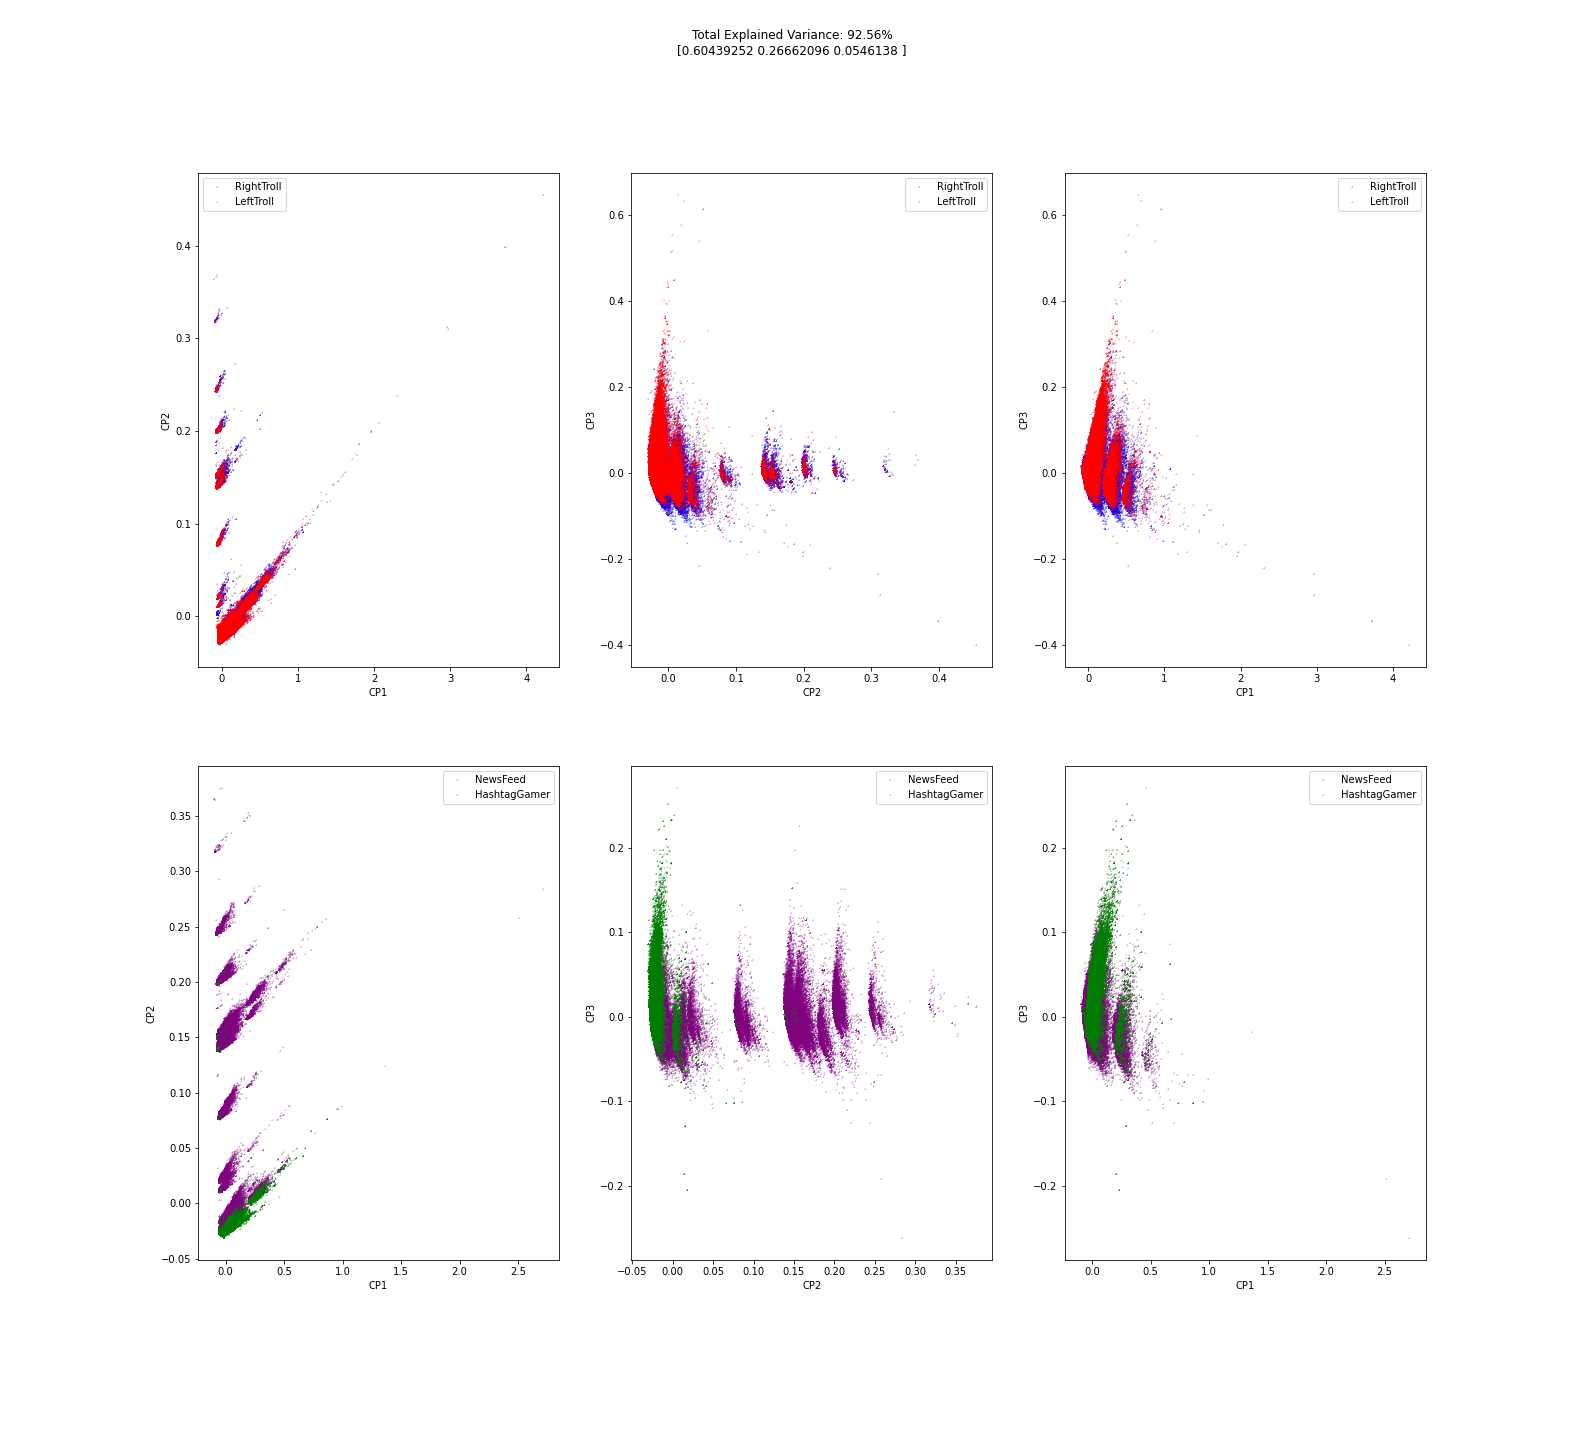 Total Explained Variance: 92.56%
[0.60439252 0.26662096 0.0546138 ]
RightTroll
LeftTroll
0.4
0.3
0.2
0.1
0.0
CP2
0 1 2 3 4
CP1
RightTroll
LeftTroll
0.6
0.4
0.2
0.0
−0.2
−0.4
CP3
0.0 0.1 0.2 0.3 0.4
CP2
RightTroll
LeftTroll
0.6
0.4
0.2
0.0
−0.2
−0.4
CP3
0 1 2 3 4
CP1
NewsFeed
HashtagGamer
0.35
0.30
0.25
0.20
0.15
0.10
0.05
0.00
−0.05
CP2
0.0 0.5 1.0 1.5 2.0 2.5
CP1
NewsFeed
HashtagGamer
0.2
0.1
0.0
−0.1
−0.2
CP3
−0.05 0.00 0.05 0.10 0.15 0.20 0.25 0.30 0.35
CP2
NewsFeed
HashtagGamer
0.2
0.1
0.0
−0.1
−0.2
CP3
0.0 0.5 1.0 1.5 2.0 2.5
CP1